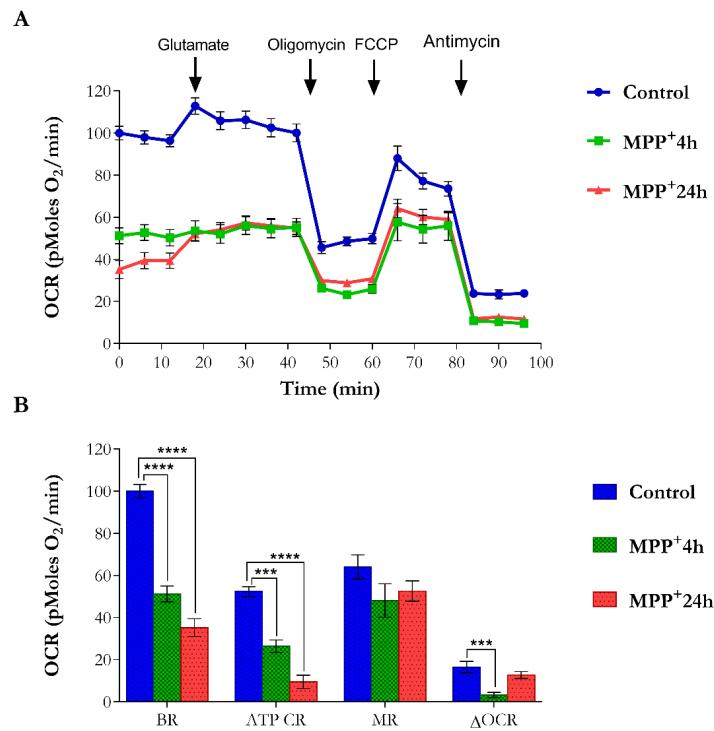 A
Glutamate Oligomycin FCCP Antimycin
OCR (pMoles O₂/min)
120
100
80
60
40
20
0
0 10 20 30 40 50 60 70 80 90 100
Time (min)
Control
MPP⁺4h
MPP⁺24h
B
OCR (pMoles O₂/min)
120
100
80
60
40
20
0
****
****
****
***
***
BR ATP CR MR ΔOCR
Control
MPP⁺4h
MPP⁺24h